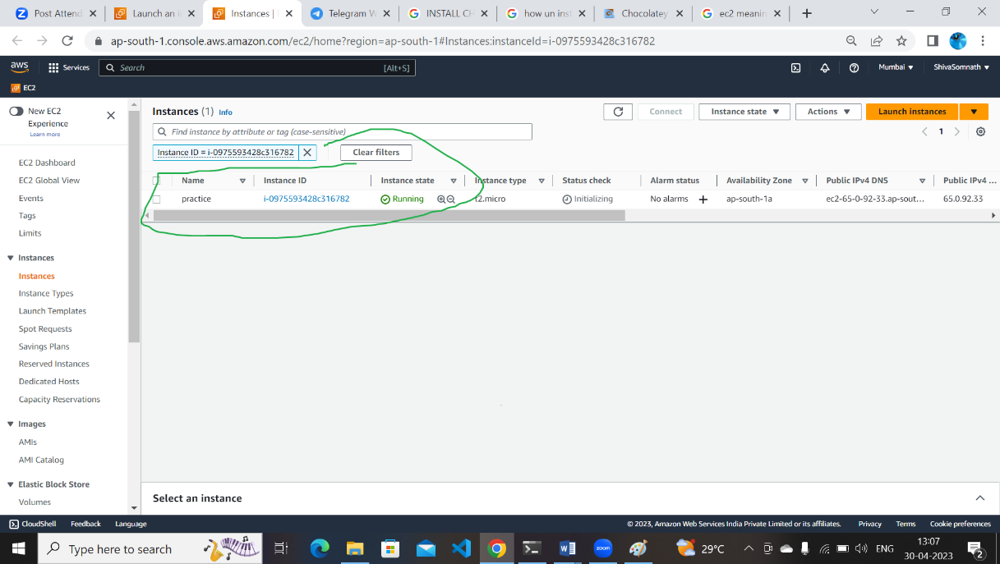 Post Attend
Launch an i
Instances |
Telegram W
INSTALL CH
how un inst
Chocolatey
ec2 meanin
ap-south-1.console.aws.amazon.com/ec2/home?region=ap-south-1#Instances:instanceId=i-0975593428c316782
aws
Services
Search
[Alt+S]
Mumbai
ShivaSomnath
EC2
New EC2
Experience
Learn more
EC2 Dashboard
EC2 Global View
Events
Tags
Limits
Instances
Instances
Instance Types
Launch Templates
Spot Requests
Savings Plans
Reserved Instances
Dedicated Hosts
Capacity Reservations
Images
AMIs
AMI Catalog
Elastic Block Store
Volumes
Instances (1) Info
Connect
Instance state
Actions
Launch instances
Find instance by attribute or tag (case-sensitive)
1
Instance ID = i-0975593428c316782
Clear filters
Name Instance ID Instance state Instance type Status check Alarm status Availability Zone Public IPv4 DNS Public IPv4 ...
practice i-0975593428c316782 Running t2.micro Initializing No alarms ap-south-1a ec2-65-0-92-33.ap-sout... 65.0.92.33
Select an instance
CloudShell Feedback Language © 2023, Amazon Web Services India Private Limited or its affiliates. Privacy Terms Cookie preferences
Type here to search
zoom
29°C
ENG
13:07
30-04-2023
2